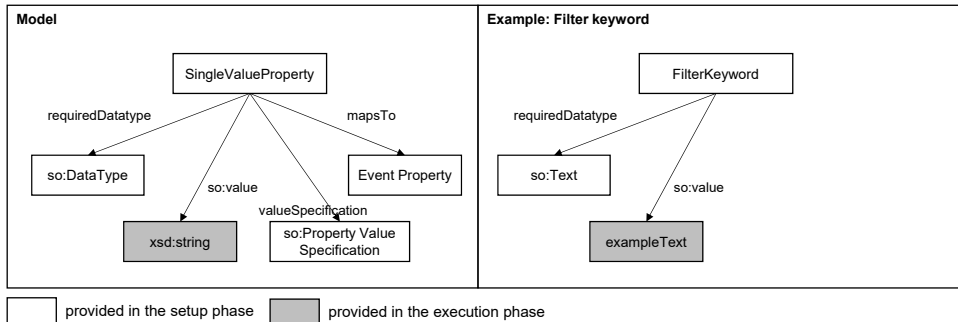 Model
SingleValueProperty
requiredDatatype
mapsTo
so:DataType
Event Property
so:value
valueSpecification
xsd:string
so:Property Value
Specification
Example: Filter keyword
FilterKeyword
requiredDatatype
so:Text
so:value
exampleText
provided in the setup phase
provided in the execution phase